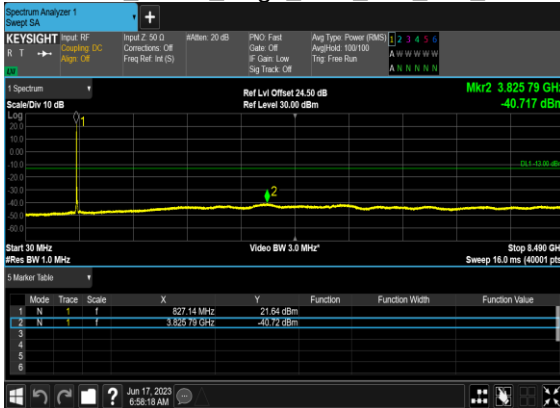 Spectrum Analyzer 1
Swept SA
+
KEYSIGHT Input: RF Input Z: 50 Ω #Atten: 20 dB PNO: Fast Avg Type: Power (RMS) 1 2 3 4 5 6
R T Coupling: DC Corrections: Off Gate: Off Avg|Hold: 100/100 A W W W W W
Align: Off Freq Ref: Int (S) IF Gain: Low Trig: Free Run
Sig Track: Off A N N N N N
1 Spectrum Ref Lvl Offset 24.50 dB Mkr2 3.825 79 GHz
Scale/Div 10 dB Ref Level 30.00 dBm -40.717 dBm
Log
20.0 1
10.0
0.00
-10.0 DL1 -13.00 dBm
-20.0
-30.0
-40.0 2
-50.0
-60.0
Start 30 MHz Video BW 3.0 MHz* Stop 8.490 GH
#Res BW 1.0 MHz Sweep 16.0 ms (40001 pts
5 Marker Table
Mode Trace Scale X Y Function Function Width Function Value
1 N 1 f 827.14 MHz 21.64 dBm
2 N 1 f 3.825 79 GHz -40.72 dBm
3
4
5
6
? Jun 17, 2023
6:58:18 AM